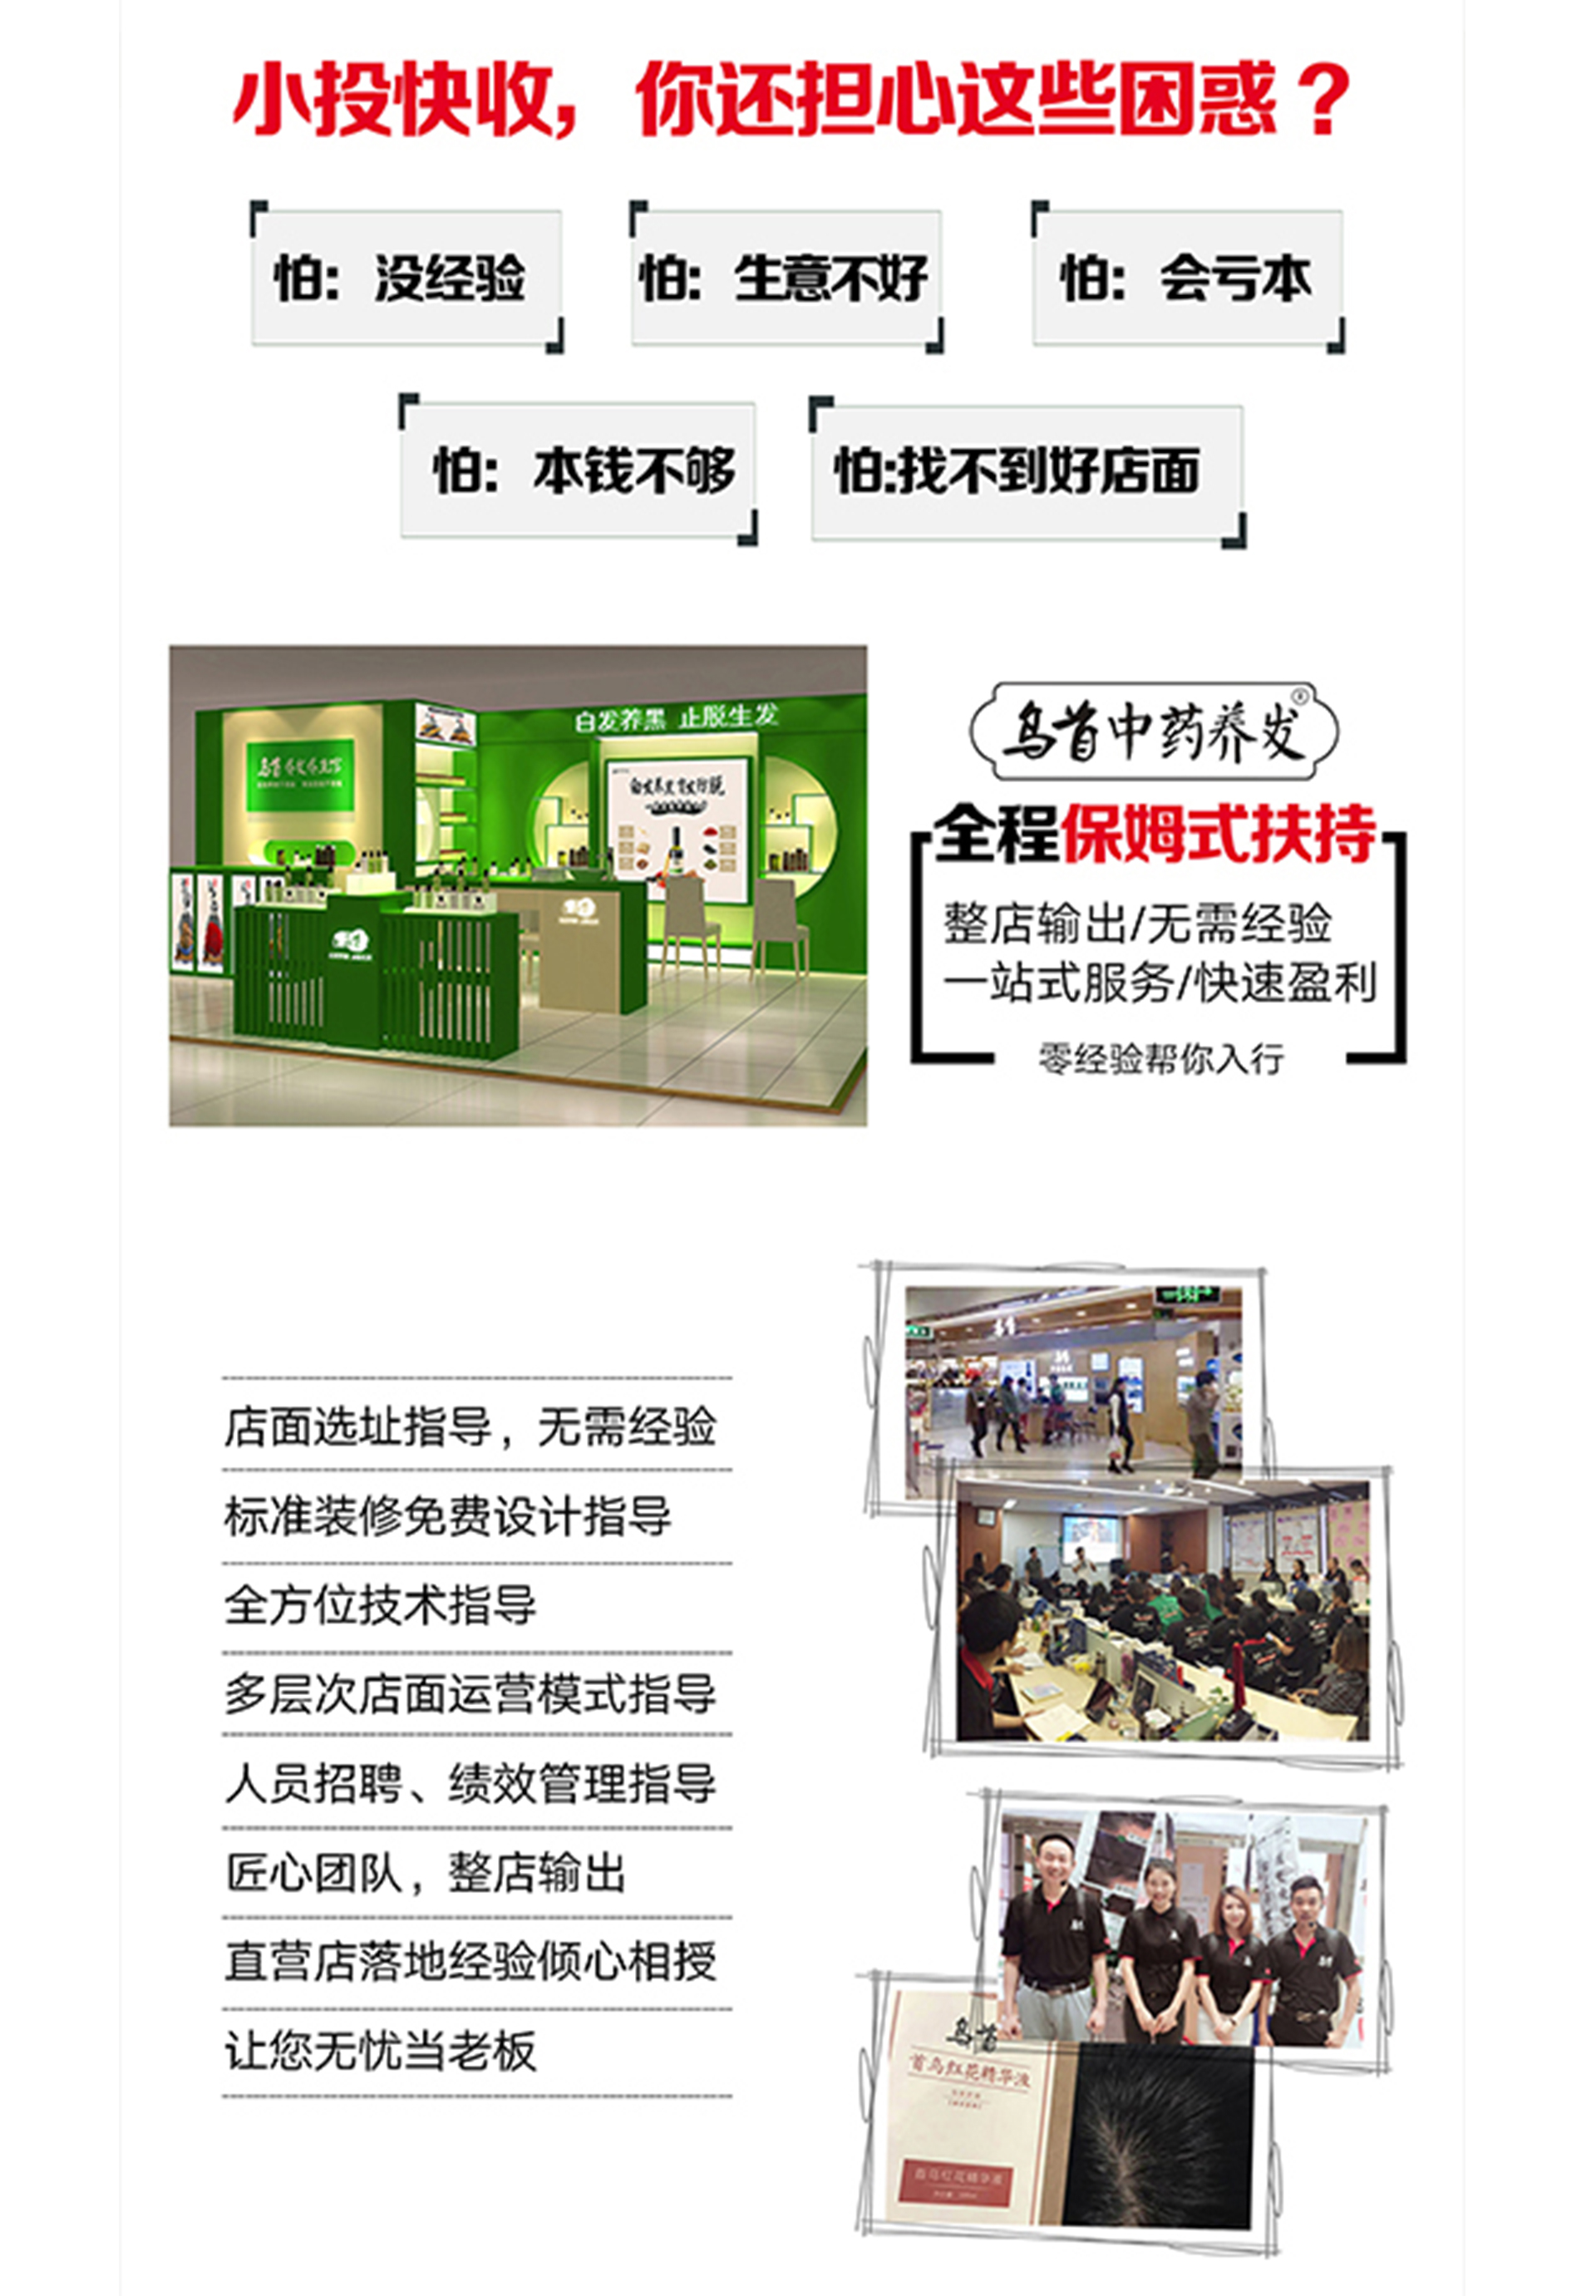 小投快收，你还担心这些困惑？
怕：没经验
怕：生意不好
怕：会亏本
怕：本钱不够
怕:找不到好店面
白发养黑 止脱生发
乌首中药养发®
全程保姆式扶持
整店输出/无需经验
一站式服务/快速盈利
零经验帮你入行
店面选址指导，无需经验
标准装修免费设计指导
全方位技术指导
多层次店面运营模式指导
人员招聘、绩效管理指导
匠心团队，整店输出
直营店落地经验倾心相授
让您无忧当老板
乌首
首乌红花精华液
首乌红花精华液